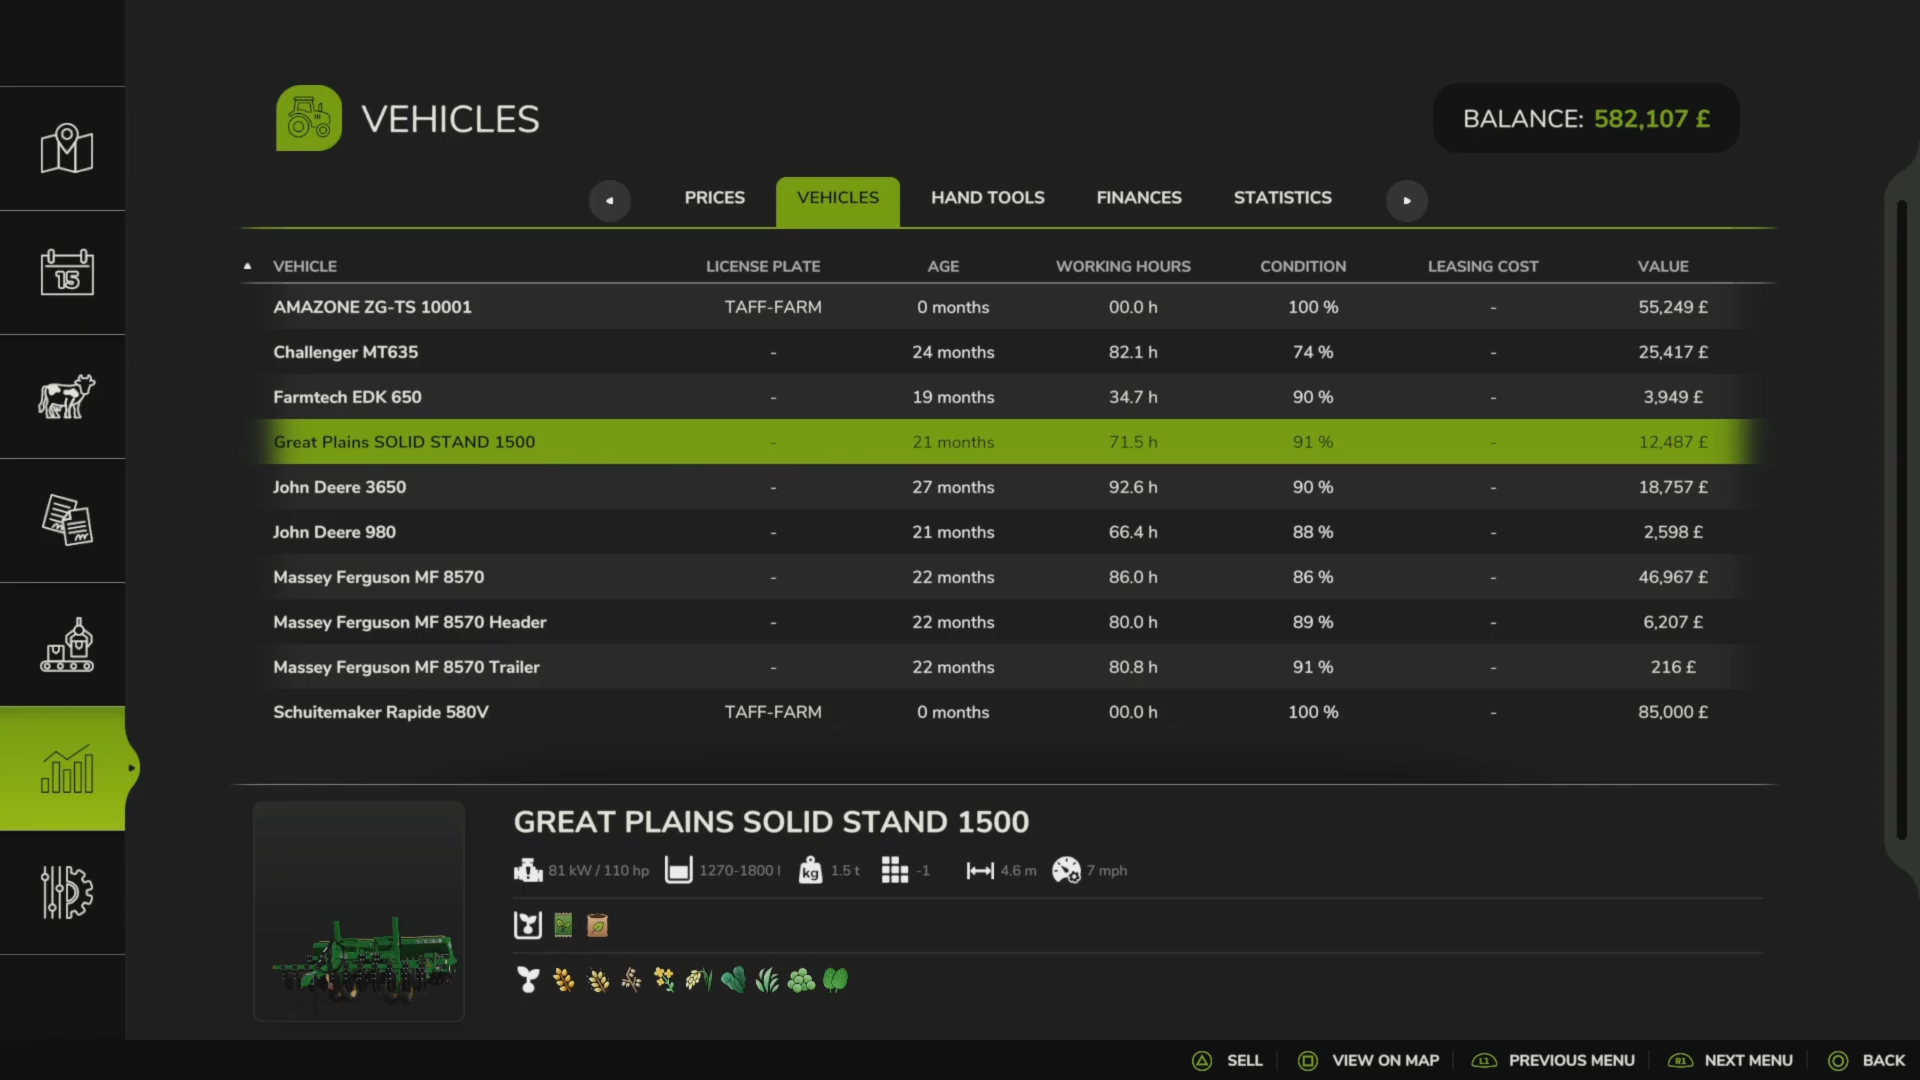 VEHICLES
BALANCE: 582,107 £
PRICES VEHICLES HAND TOOLS FINANCES STATISTICS
VEHICLE LICENSE PLATE AGE WORKING HOURS CONDITION LEASING COST VALUE
AMAZONE ZG-TS 10001 TAFF-FARM 0 months 00.0 h 100 % - 55,249 £
Challenger MT635 - 24 months 82.1 h 74 % - 25,417 £
Farmtech EDK 650 - 19 months 34.7 h 90 % - 3,949 £
Great Plains SOLID STAND 1500 - 21 months 71.5 h 91 % - 12,487 £
John Deere 3650 - 27 months 92.6 h 90 % - 18,757 £
John Deere 980 - 21 months 66.4 h 88 % - 2,598 £
Massey Ferguson MF 8570 - 22 months 86.0 h 86 % - 46,967 £
Massey Ferguson MF 8570 Header - 22 months 80.0 h 89 % - 6,207 £
Massey Ferguson MF 8570 Trailer - 22 months 80.8 h 91 % - 216 £
Schuitemaker Rapide 580V TAFF-FARM 0 months 00.0 h 100 % - 85,000 £
15
GREAT PLAINS SOLID STAND 1500
81 kW / 110 hp 1270-1800 l kg 1.5 t -1 4.6 m 7 mph
SELL VIEW ON MAP L1 PREVIOUS MENU R1 NEXT MENU BACK